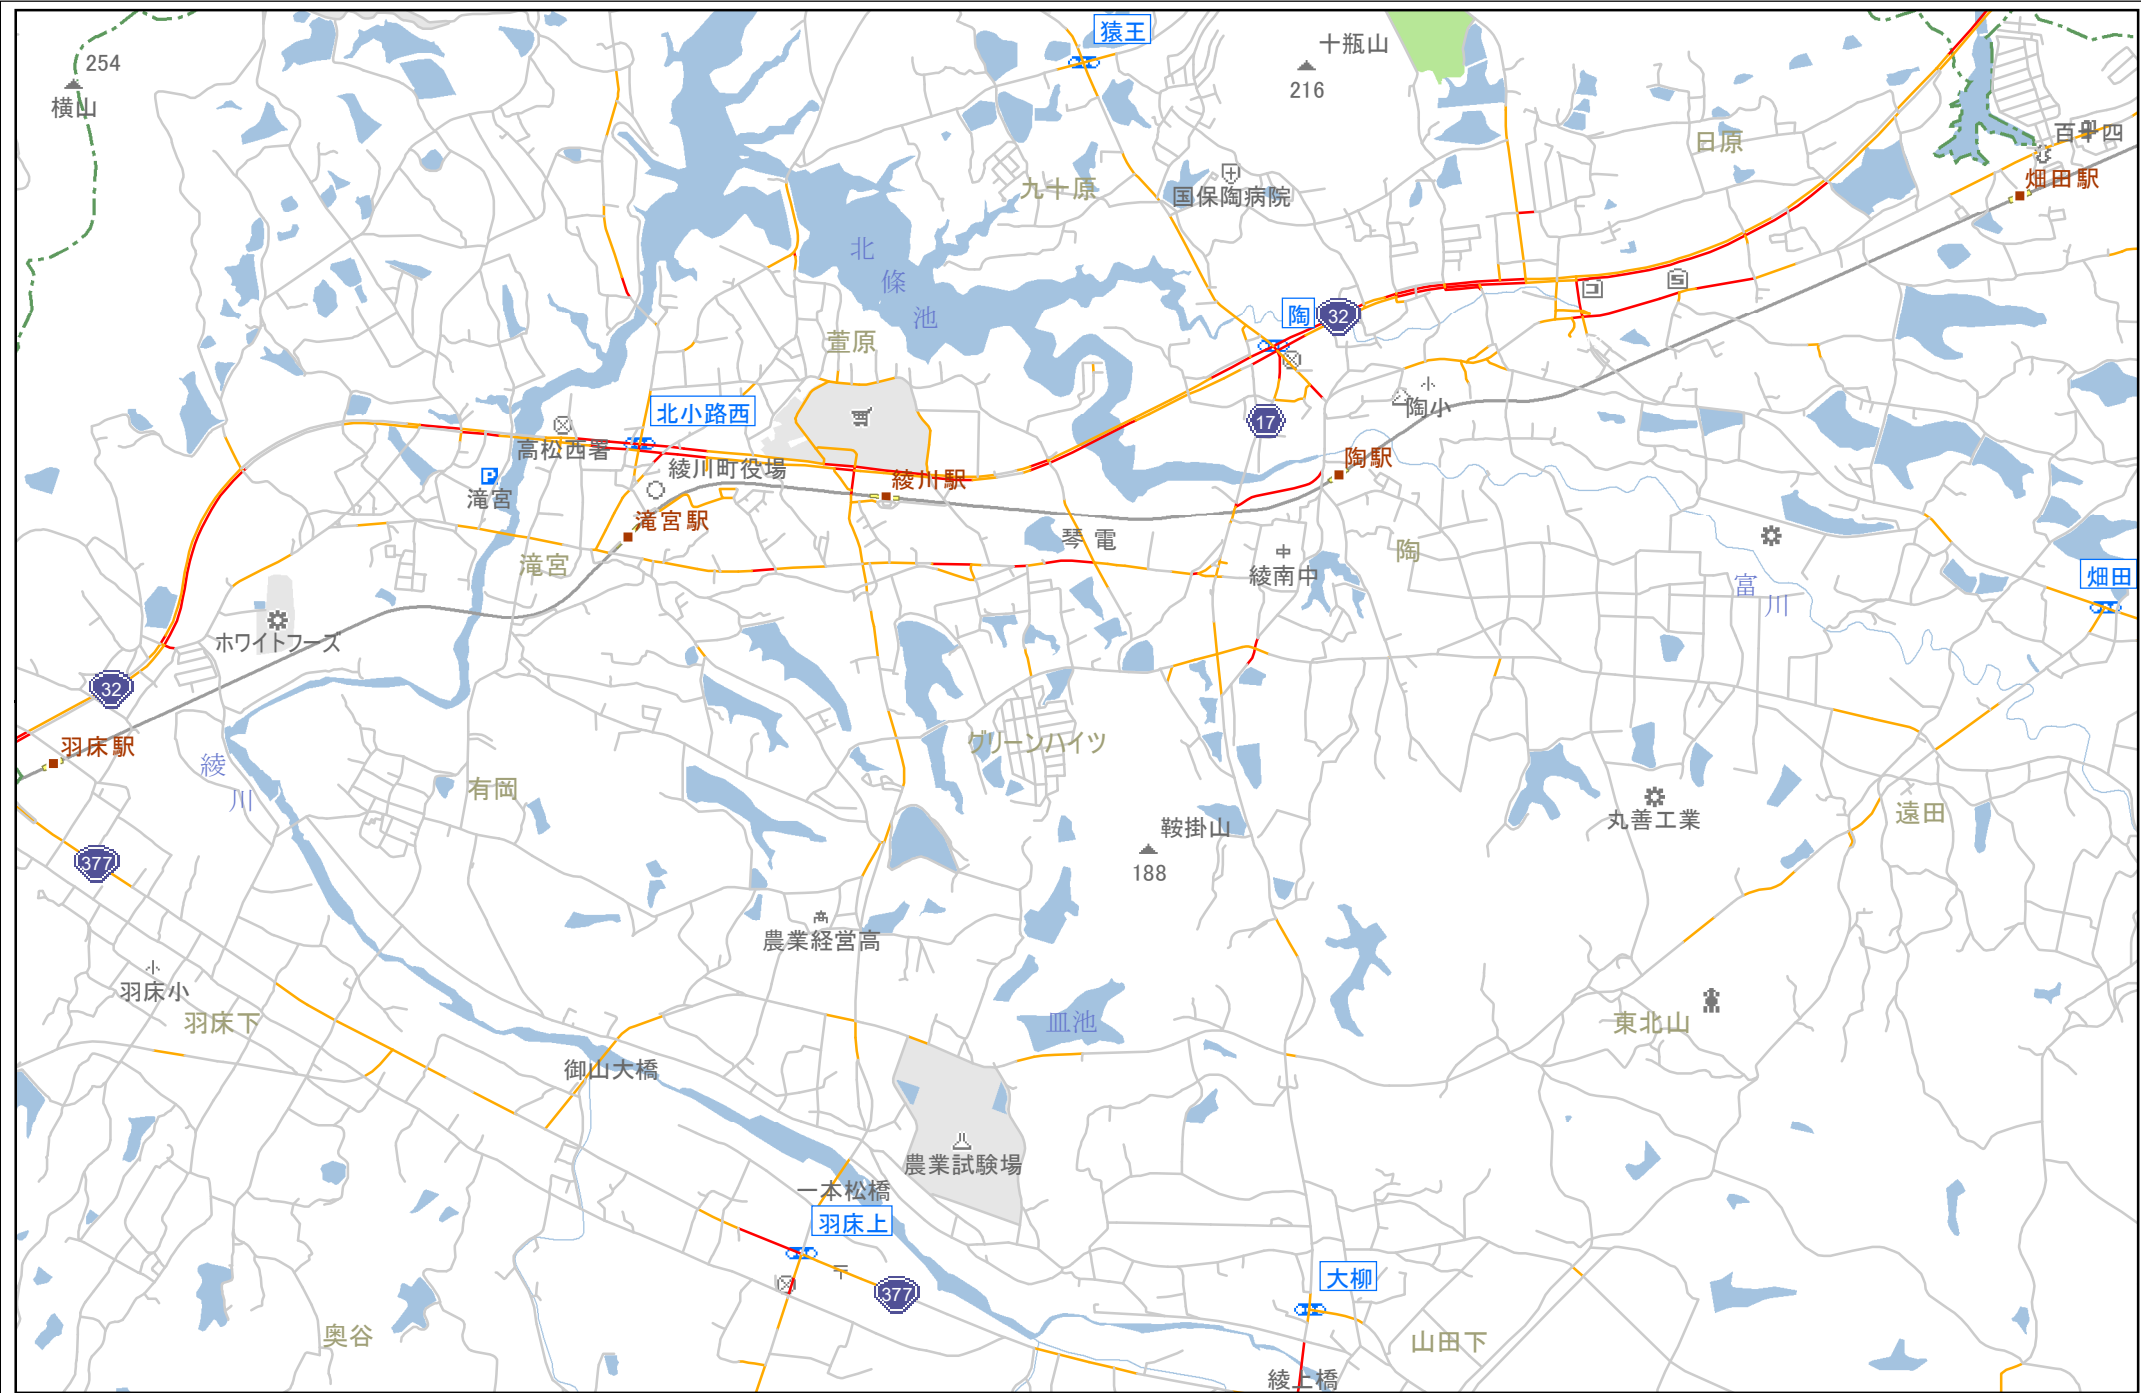 猿王
十瓶山
216
254
横山
日原
百十四
畑田駅
九十原
国保陶病院
北
條
池
陶
32
萱原
北小路西
陶小
17
高松西署
綾川町役場
綾川駅
陶駅
滝宮
滝宮駅
琴電
陶
滝宮
中
綾南中
畑田
富
川
ホワイトフーズ
32
羽床駅
綾
川
グリーンハイツ
有岡
遠田
丸善工業
鞍掛山
188
377
農業経営高
羽床小
羽床下
皿池
東北山
御山大橋
農業試験場
一本松橋
羽床上
377
大柳
奥谷
山田下
綾上橋